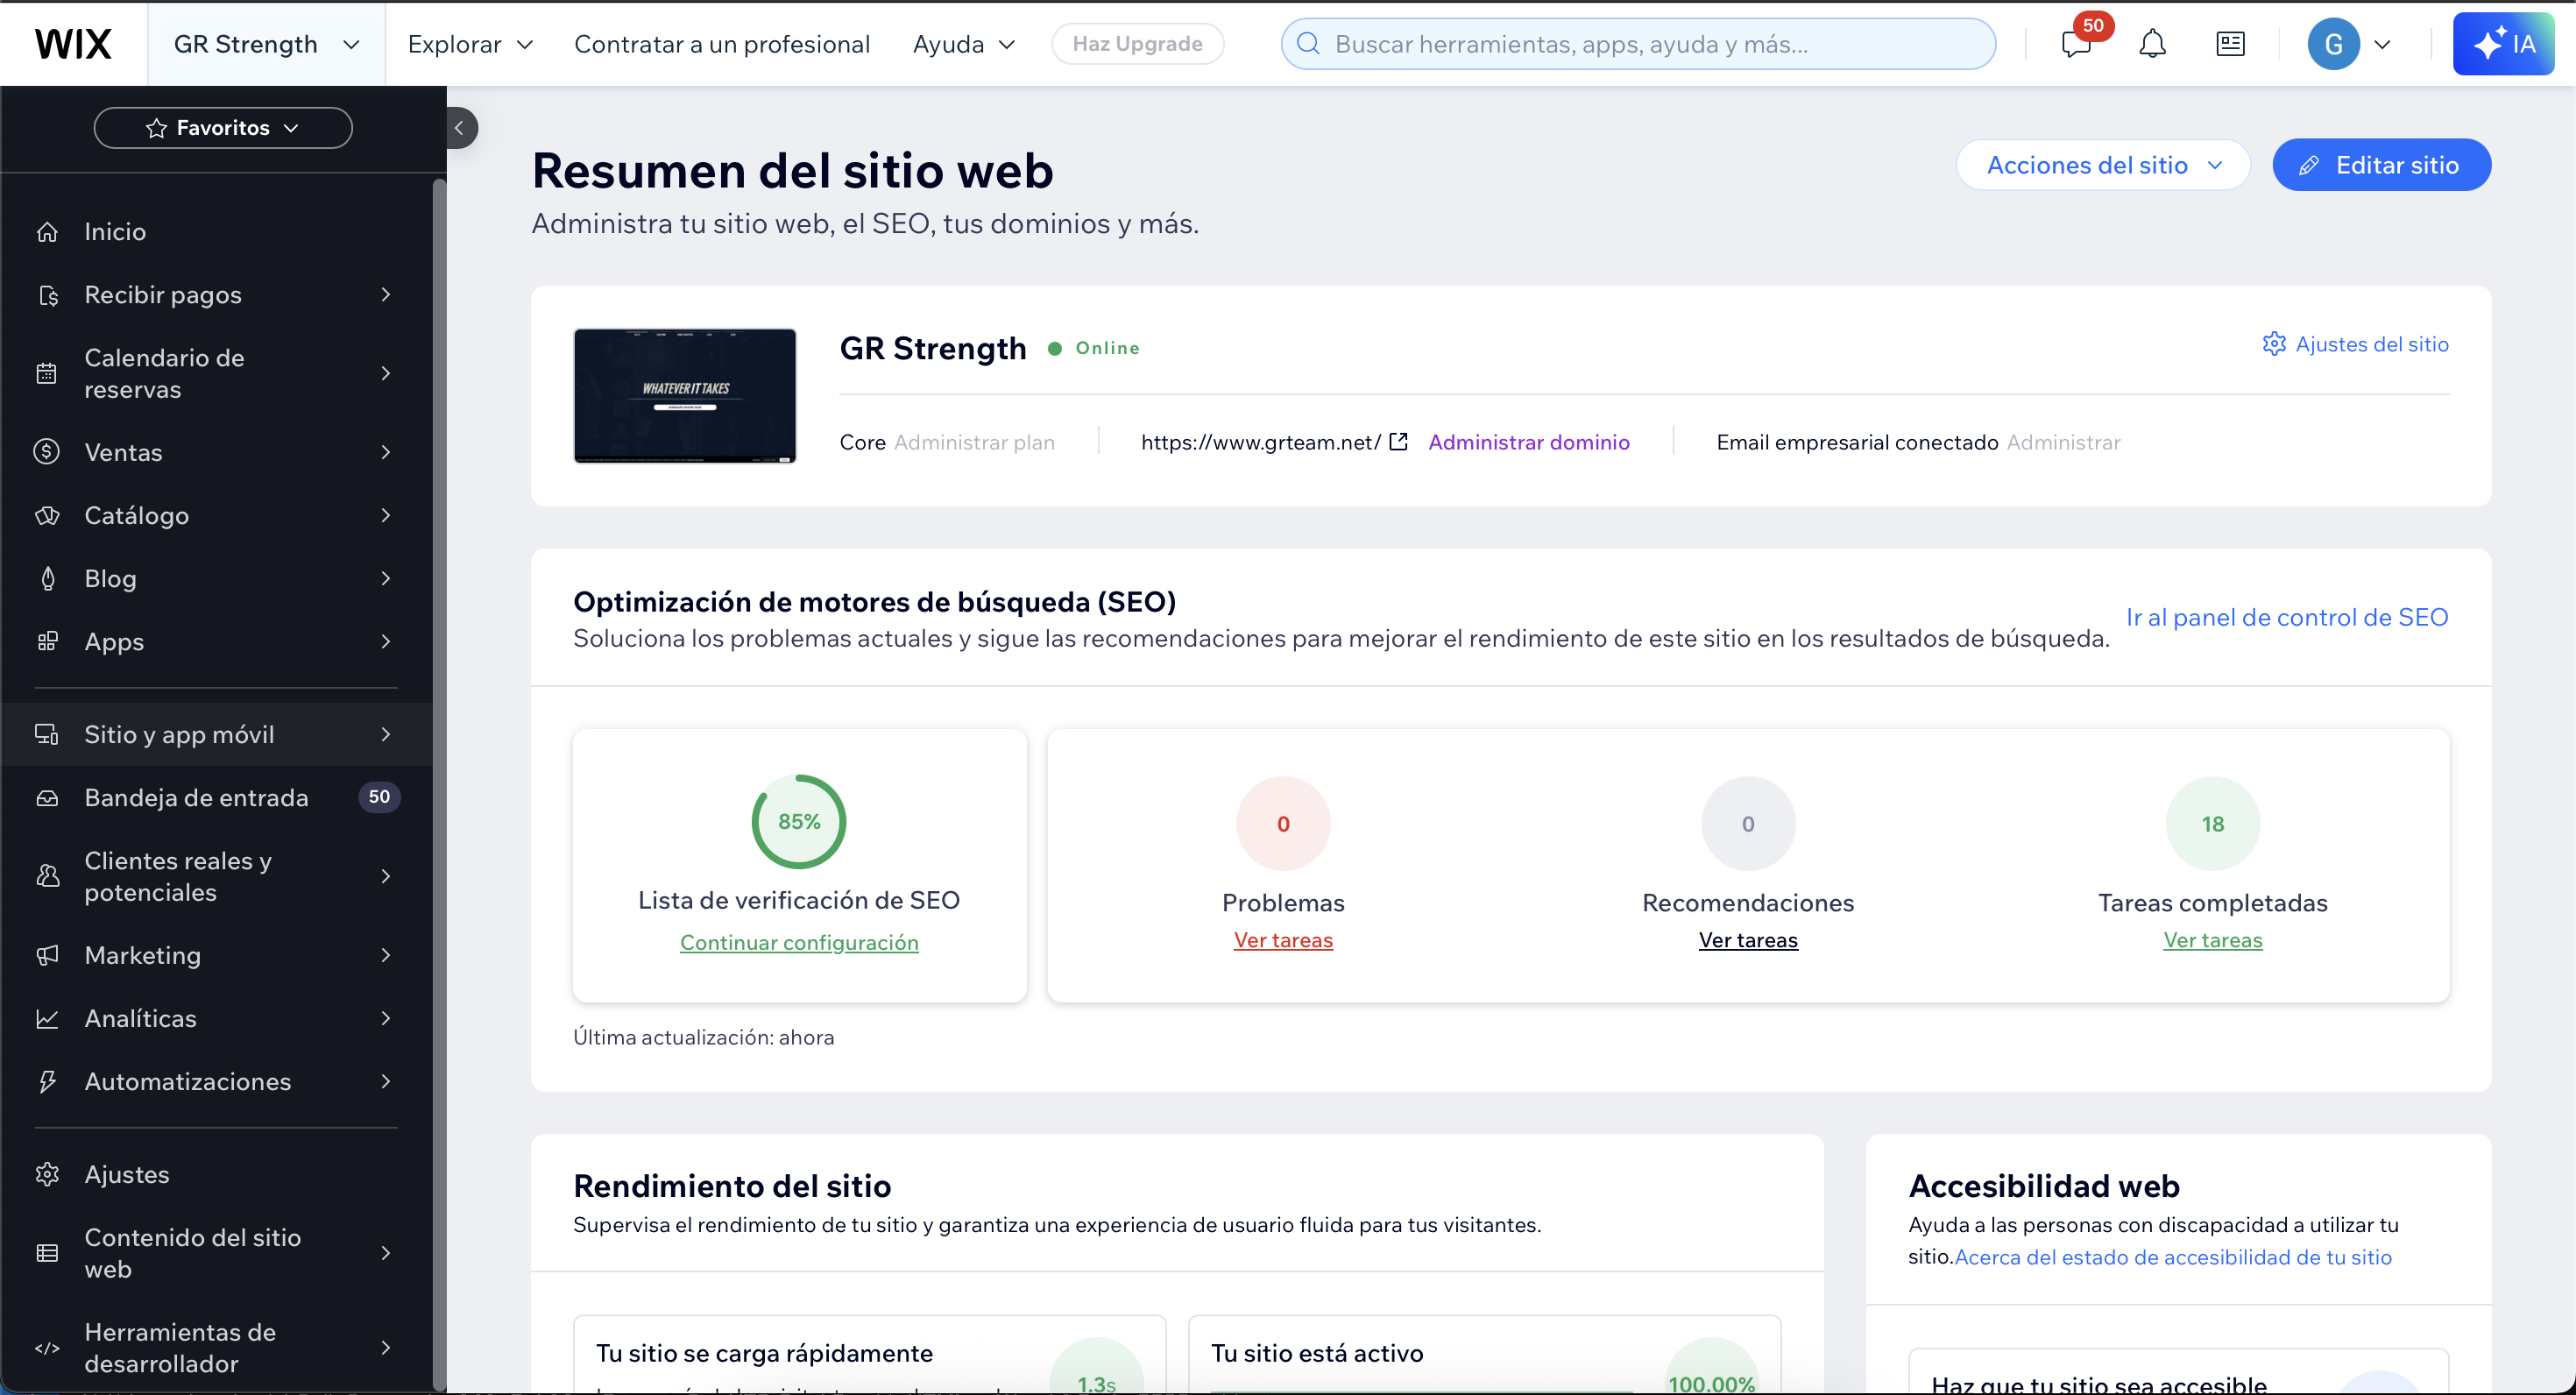 WIX
GR Strength
Explorar
Contratar a un profesional
Ayuda
Haz Upgrade
Buscar herramientas, apps, ayuda y más...
50
G
IA
Favoritos
Inicio
Recibir pagos
Calendario de
reservas
Ventas
Catálogo
Blog
Apps
Sitio y app móvil
Bandeja de entrada 50
Clientes reales y
potenciales
Marketing
Analíticas
Automatizaciones
Ajustes
Contenido del sitio
web
Herramientas de
desarrollador
Resumen del sitio web
Administra tu sitio web, el SEO, tus dominios y más.
Acciones del sitio
Editar sitio
WHATEVER IT TAKES
GR Strength
Online
Ajustes del sitio
Core Administrar plan
https://www.grteam.net/ Administrar dominio
Email empresarial conectado Administrar
Optimización de motores de búsqueda (SEO)
Soluciona los problemas actuales y sigue las recomendaciones para mejorar el rendimiento de este sitio en los resultados de búsqueda.
Ir al panel de control de SEO
85%
Lista de verificación de SEO
Continuar configuración
0
Problemas
Ver tareas
0
Recomendaciones
Ver tareas
18
Tareas completadas
Ver tareas
Última actualización: ahora
Rendimiento del sitio
Supervisa el rendimiento de tu sitio y garantiza una experiencia de usuario fluida para tus visitantes.
Tu sitio se carga rápidamente
1.3s
Tu sitio está activo
100.00%
Accesibilidad web
Ayuda a las personas con discapacidad a utilizar tu
sitio.Acerca del estado de accesibilidad de tu sitio
Haz que tu sitio sea accesible